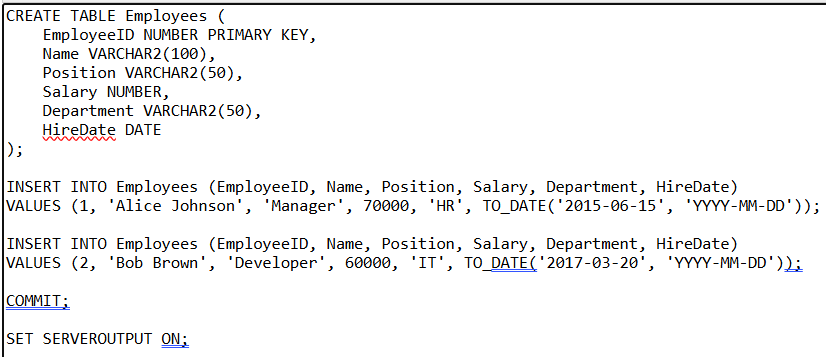 CREATE TABLE Employees (
    EmployeeID NUMBER PRIMARY KEY,
    Name VARCHAR2(100),
    Position VARCHAR2(50),
    Salary NUMBER,
    Department VARCHAR2(50),
    HireDate DATE
);

INSERT INTO Employees (EmployeeID, Name, Position, Salary, Department, HireDate)
VALUES (1, 'Alice Johnson', 'Manager', 70000, 'HR', TO_DATE('2015-06-15', 'YYYY-MM-DD'));

INSERT INTO Employees (EmployeeID, Name, Position, Salary, Department, HireDate)
VALUES (2, 'Bob Brown', 'Developer', 60000, 'IT', TO_DATE('2017-03-20', 'YYYY-MM-DD'));

COMMIT;

SET SERVEROUTPUT ON;